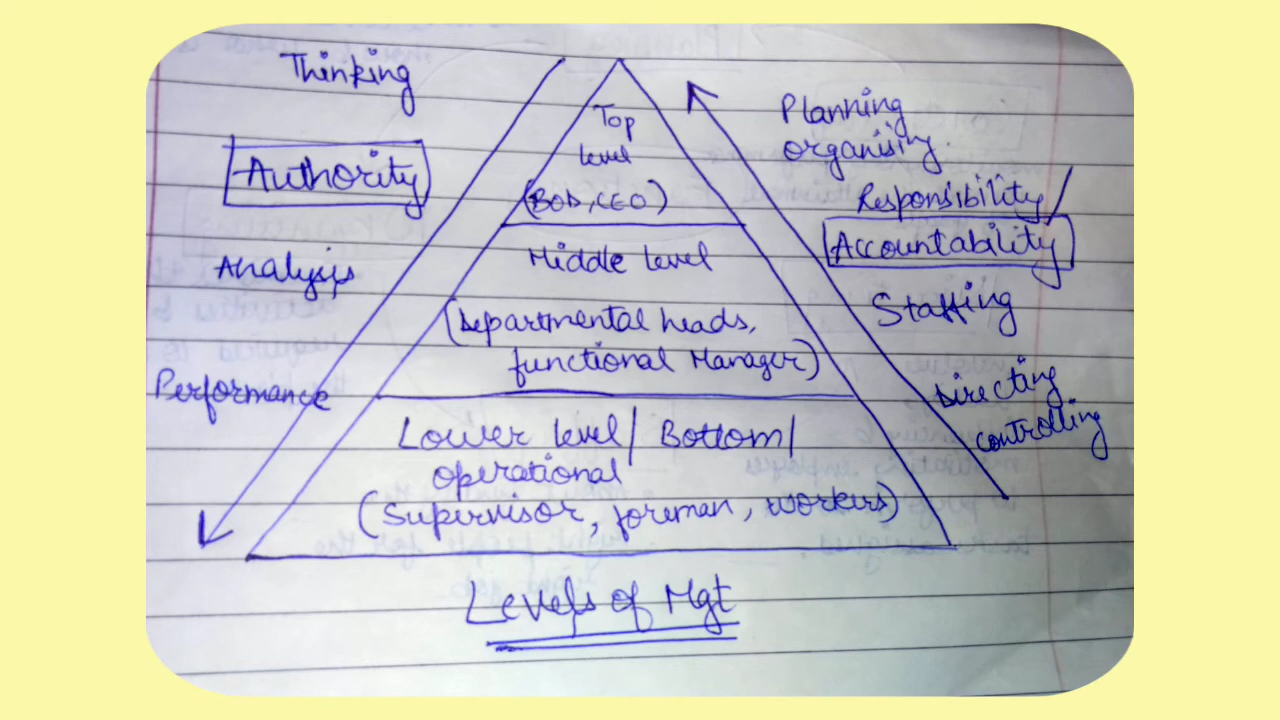 Thinking
Authority
Analysis
Performance
Top
level
(BOD, CEO)
Middle level
(Departmental heads,
functional Manager)
Lower level / Bottom /
operational
(Supervisor, foreman, workers)
Planning
organising
Responsibility /
Accountability
Staffing
Directing
controlling
Levels of Mgt